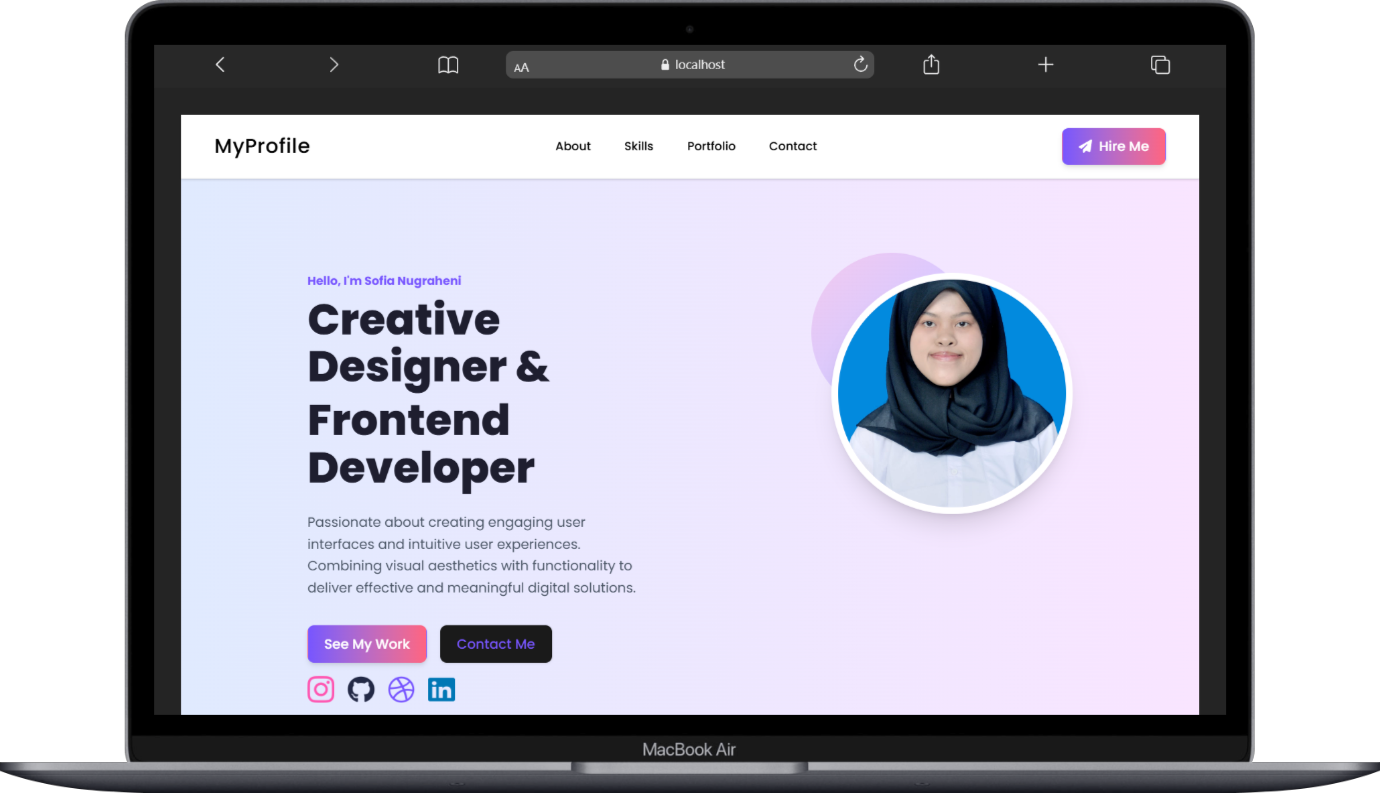 AA
localhost
MyProfile
About
Skills
Portfolio
Contact
Hire Me
Hello, I'm Sofia Nugraheni
Creative
Designer &
Frontend
Developer
Passionate about creating engaging user
interfaces and intuitive user experiences.
Combining visual aesthetics with functionality to
deliver effective and meaningful digital solutions.
See My Work
Contact Me
in
MacBook Air